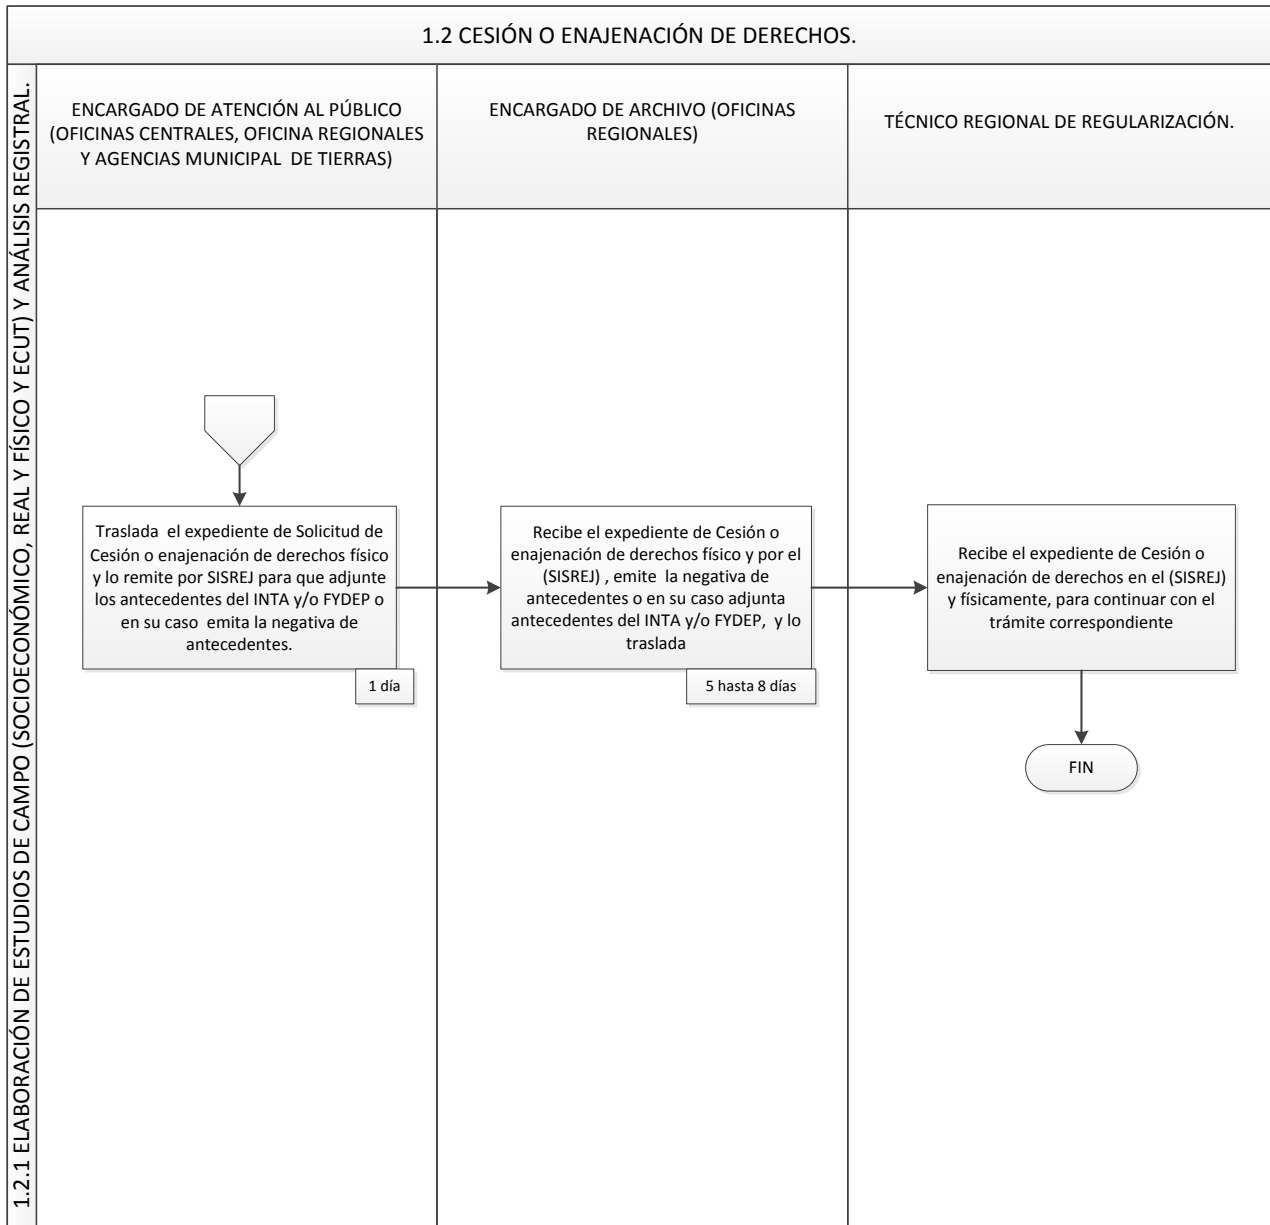 1.2 CESIÓN O ENAJENACIÓN DE DERECHOS.
1.2.1 ELABORACIÓN DE ESTUDIOS DE CAMPO (SOCIOECONÓMICO, REAL Y FÍSICO Y ECUT) Y ANÁLISIS REGISTRAL.
ENCARGADO DE ATENCIÓN AL PÚBLICO
(OFICINAS CENTRALES, OFICINA REGIONALES
Y AGENCIAS MUNICIPAL DE TIERRAS)
ENCARGADO DE ARCHIVO (OFICINAS
REGIONALES)
TÉCNICO REGIONAL DE REGULARIZACIÓN.
Traslada el expediente de Solicitud de
Cesión o enajenación de derechos físico
y lo remite por SISREJ para que adjunte
los antecedentes del INTA y/o FYDEP o
en su caso emita la negativa de
antecedentes.
1 día
Recibe el expediente de Cesión o
enajenación de derechos físico y por el
(SISREJ) , emite la negativa de
antecedentes o en su caso adjunta
antecedentes del INTA y/o FYDEP, y lo
traslada
5 hasta 8 días
Recibe el expediente de Cesión o
enajenación de derechos en el (SISREJ)
y físicamente, para continuar con el
trámite correspondiente
FIN